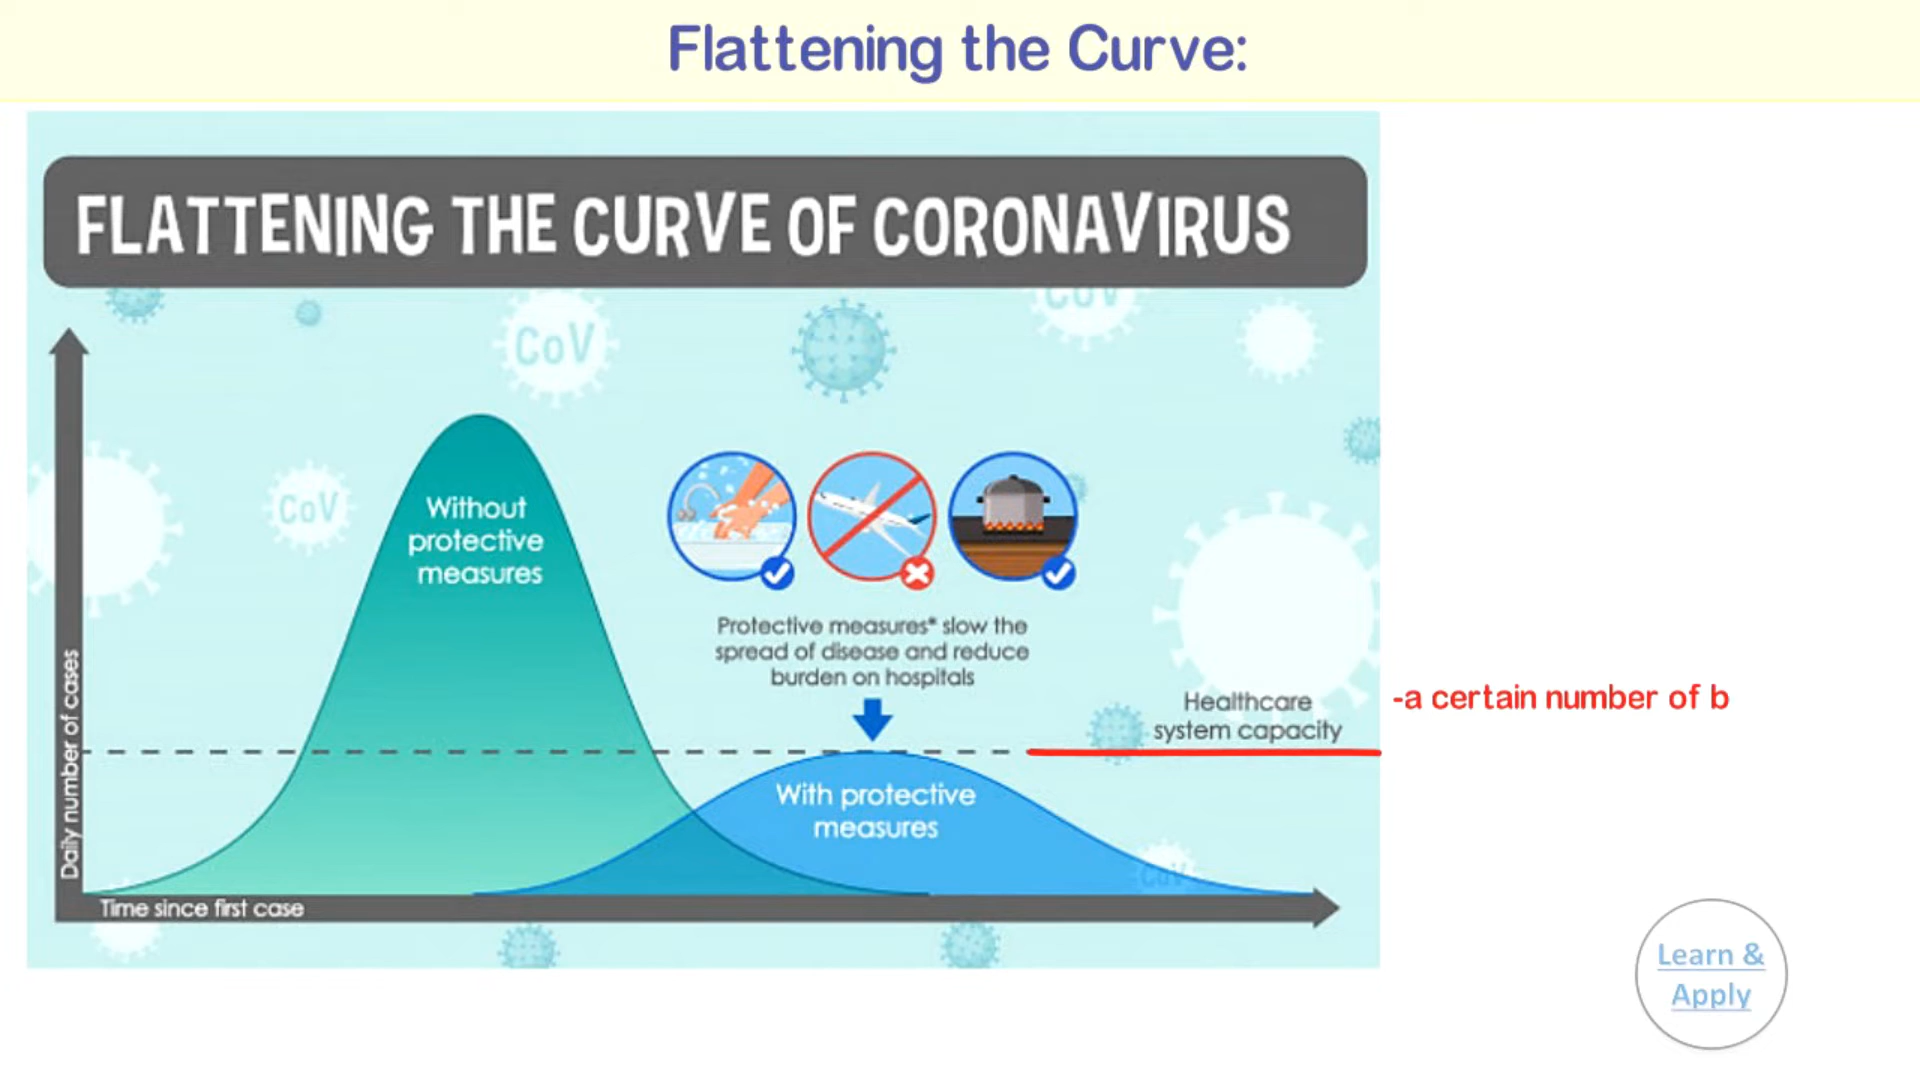 Flattening the Curve:
FLATTENING THE CURVE OF CORONAVIRUS
CoV
CoV
CoV
Without
protective
measures
Protective measures* slow the
spread of disease and reduce
burden on hospitals
Healthcare
system capacity
-a certain number of b
With protective
measures
CoV
Daily number of cases
Time since first case
Learn &
Apply